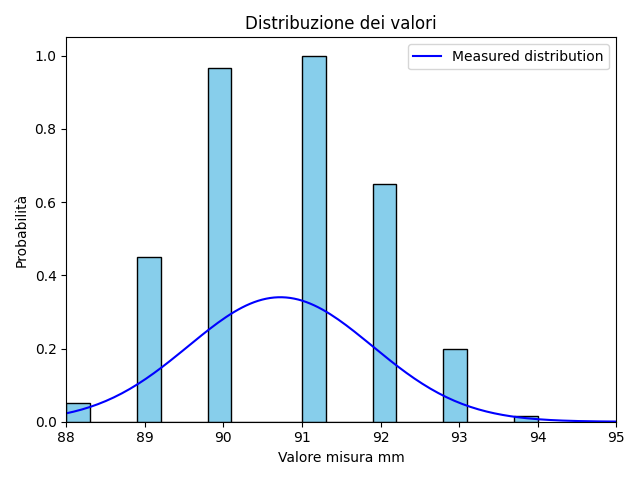 Distribuzione dei valori
Measured distribution
Probabilità
1.0
0.8
0.6
0.4
0.2
0.0
88 89 90 91 92 93 94 95
Valore misura mm